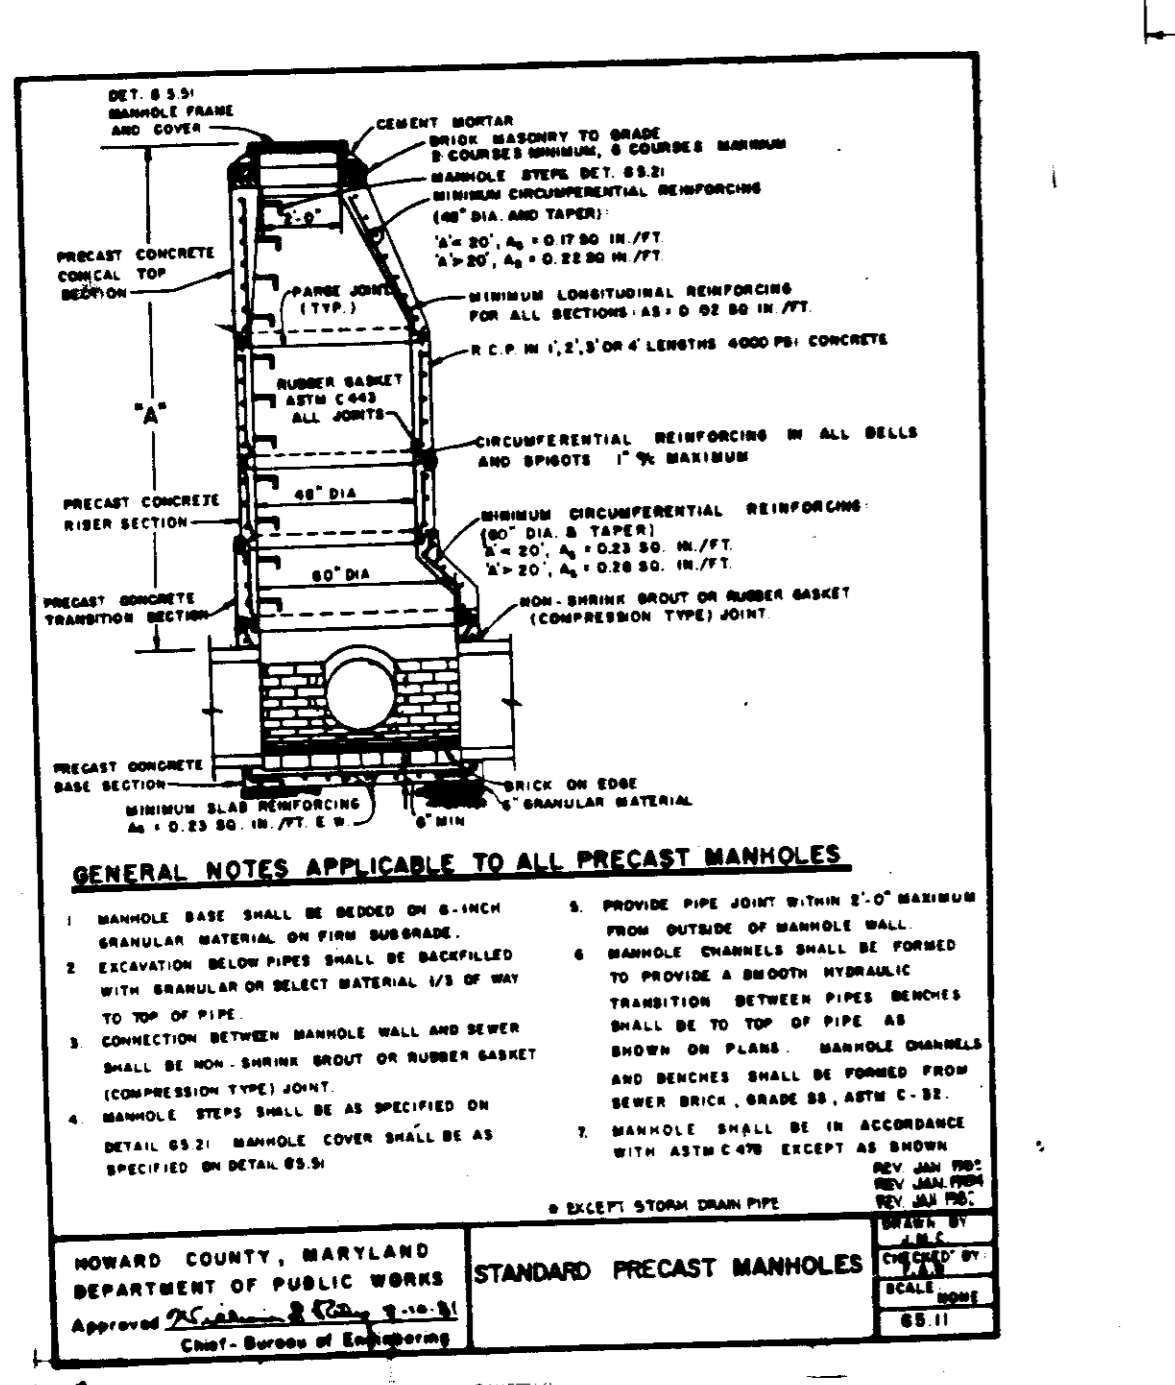 DET. 65.51
MANHOLE FRAME
AND COVER
CEMENT MORTAR
BRICK MASONRY TO GRADE
2 COURSES MINIMUM, 6 COURSES MAXIMUM
MANHOLE STEPS DET. 65.21
MINIMUM CIRCUMFERENTIAL REINFORCING
(48" DIA. AND TAPER):
'A'< 20', As = 0.17 SQ IN./FT.
'A'> 20', As = 0.22 SQ IN./FT.
2'-0"
PRECAST CONCRETE
CONICAL TOP
SECTION
PARGE JOINT
(TYP.)
MINIMUM LONGITUDINAL REINFORCING
FOR ALL SECTIONS: AS = 0.02 SQ IN./FT.
R.C.P. IN 1', 2', 3' OR 4' LENGTHS 4000 PSI CONCRETE
RUBBER GASKET
ASTM C 443
ALL JOINTS
"A"
CIRCUMFERENTIAL REINFORCING IN ALL BELLS
AND SPIGOTS 1" % MAXIMUM
48" DIA
PRECAST CONCRETE
RISER SECTION
MINIMUM CIRCUMFERENTIAL REINFORCING:
(60" DIA. & TAPER)
'A'< 20', As = 0.23 SQ. IN./FT.
'A'> 20', As = 0.28 SQ. IN./FT.
60" DIA
PRECAST CONCRETE
TRANSITION SECTION
NON-SHRINK GROUT OR RUBBER GASKET
(COMPRESSION TYPE) JOINT.
PRECAST CONCRETE
BASE SECTION
BRICK ON EDGE
6" GRANULAR MATERIAL
MINIMUM SLAB REINFORCING
As = 0.23 SQ. IN./FT. E.W.
6" MIN
GENERAL NOTES APPLICABLE TO ALL PRECAST MANHOLES
1 MANHOLE BASE SHALL BE BEDDED ON 6-INCH
GRANULAR MATERIAL ON FIRM SUBGRADE.
2 EXCAVATION BELOW PIPES SHALL BE BACKFILLED
WITH GRANULAR OR SELECT MATERIAL 1/3 OF WAY
TO TOP OF PIPE.
3. CONNECTION BETWEEN MANHOLE WALL AND SEWER
SHALL BE NON-SHRINK GROUT OR RUBBER GASKET
(COMPRESSION TYPE) JOINT.
4. MANHOLE STEPS SHALL BE AS SPECIFIED ON
DETAIL 65.21 MANHOLE COVER SHALL BE AS
SPECIFIED ON DETAIL 65.51
5. PROVIDE PIPE JOINT WITHIN 2'-0" MAXIMUM
FROM OUTSIDE OF MANHOLE WALL.
6 MANHOLE CHANNELS SHALL BE FORMED
TO PROVIDE A SMOOTH HYDRAULIC
TRANSITION BETWEEN PIPES BENCHES
SHALL BE TO TOP OF PIPE AS
SHOWN ON PLANS. MANHOLE CHANNELS
AND BENCHES SHALL BE FORMED FROM
SEWER BRICK, GRADE SS, ASTM C-32.
7. MANHOLE SHALL BE IN ACCORDANCE
WITH ASTM C 478 EXCEPT AS SHOWN
REV. JAN
REV. JAN. 1984
REV. JAN
* EXCEPT STORM DRAIN PIPE
HOWARD COUNTY, MARYLAND
DEPARTMENT OF PUBLIC WORKS
Approved
Chief-Bureau of Engineering
STANDARD PRECAST MANHOLES
DRAWN BY
J.M.C.
CHECKED BY:
SCALE
NONE
65.11